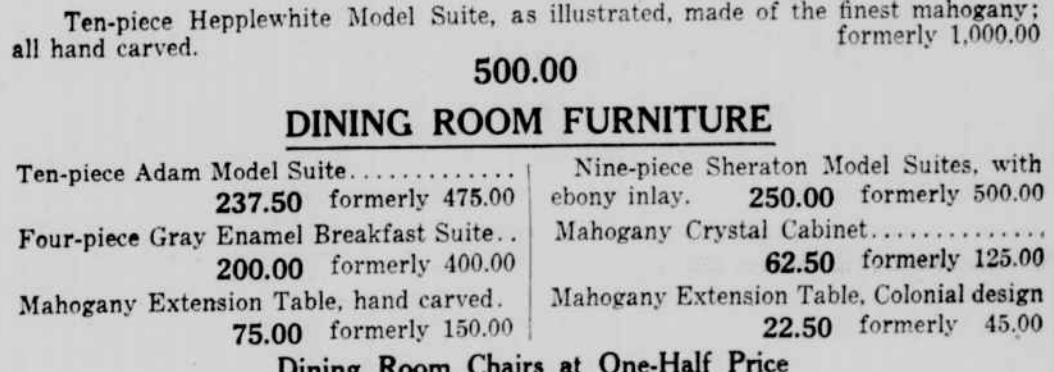 Ten-piece Hepplewhite Model Suite, as illustrated, made of the finest mahogany;
all hand carved. formerly 1,000.00
500.00
DINING ROOM FURNITURE
Ten-piece Adam Model Suite.............
237.50 formerly 475.00
Four-piece Gray Enamel Breakfast Suite..
200.00 formerly 400.00
Mahogany Extension Table, hand carved.
75.00 formerly 150.00
Nine-piece Sheraton Model Suites, with
ebony inlay. 250.00 formerly 500.00
Mahogany Crystal Cabinet..............
62.50 formerly 125.00
Mahogany Extension Table, Colonial design
22.50 formerly 45.00
Dining Room Chairs at One-Half Price